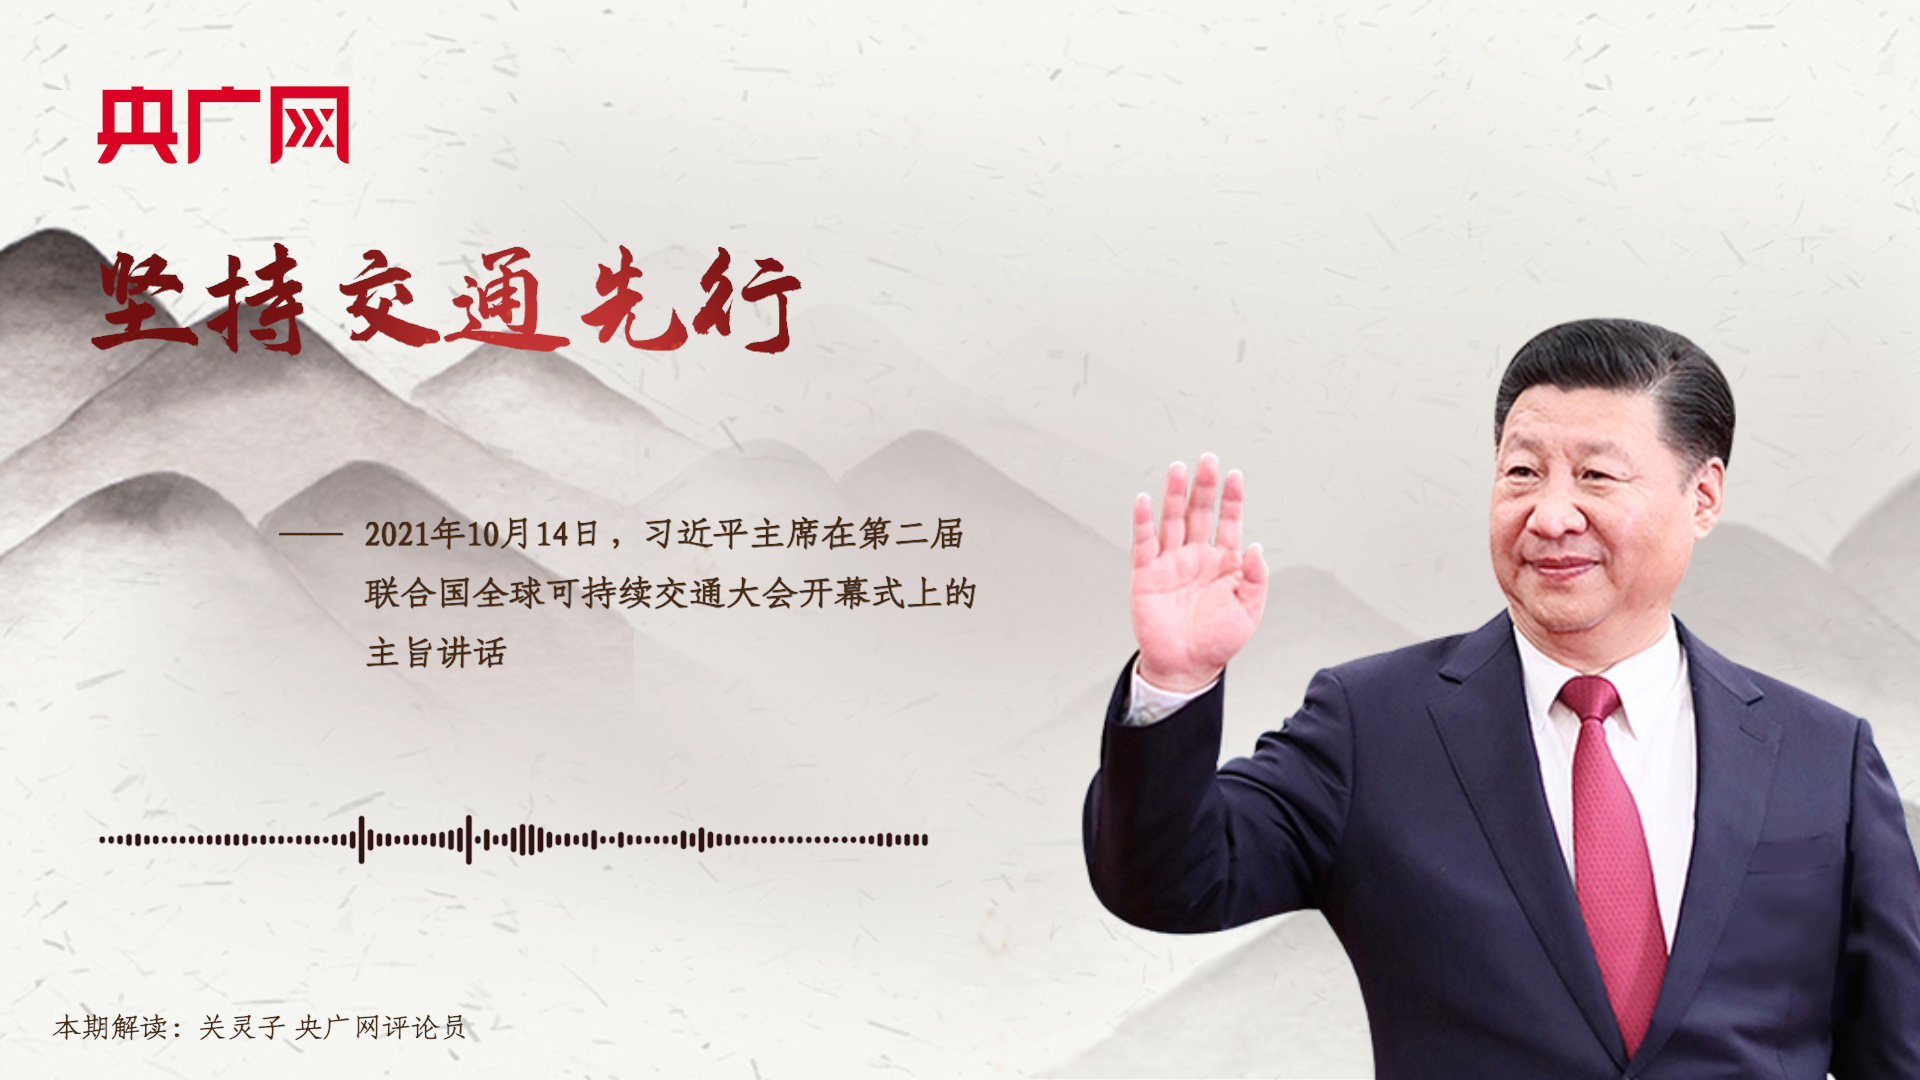 央广网
坚持交通先行
—— 2021年10月14日，习近平主席在第二届
联合国全球可持续交通大会开幕式上的
主旨讲话
本期解读：关灵子 央广网评论员